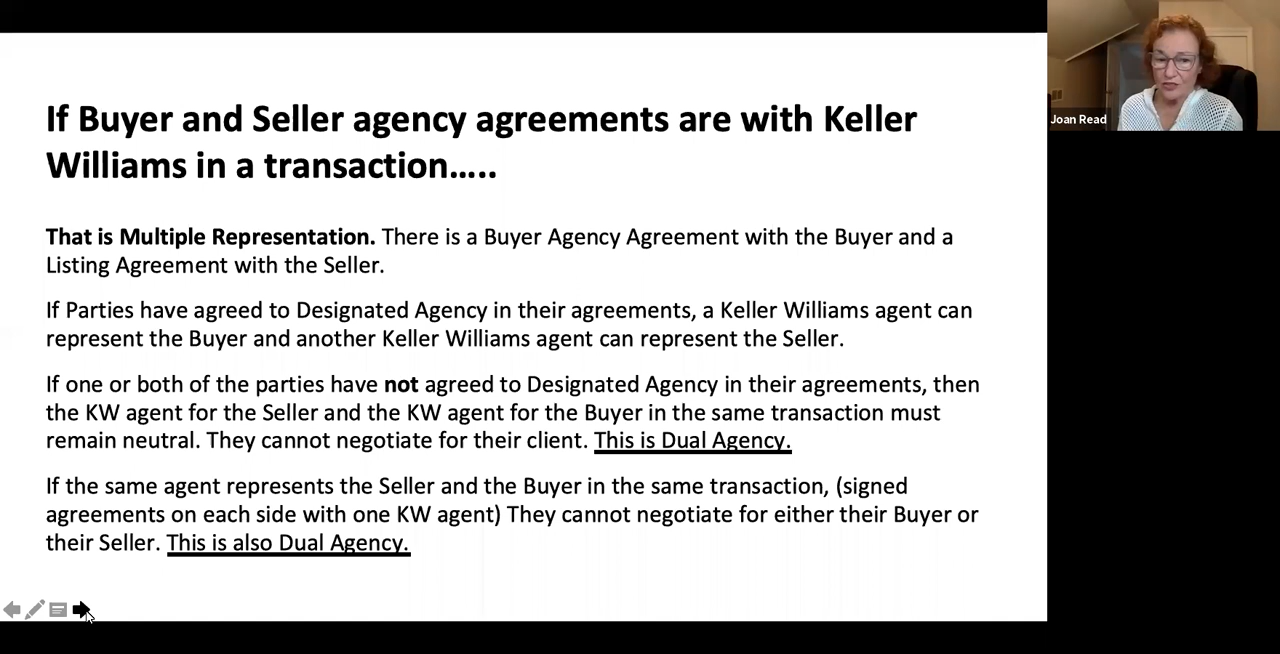 If Buyer and Seller agency agreements are with Keller
Williams in a transaction.....
That is Multiple Representation. There is a Buyer Agency Agreement with the Buyer and a
Listing Agreement with the Seller.
If Parties have agreed to Designated Agency in their agreements, a Keller Williams agent can
represent the Buyer and another Keller Williams agent can represent the Seller.
If one or both of the parties have not agreed to Designated Agency in their agreements, then
the KW agent for the Seller and the KW agent for the Buyer in the same transaction must
remain neutral. They cannot negotiate for their client. This is Dual Agency.
If the same agent represents the Seller and the Buyer in the same transaction, (signed
agreements on each side with one KW agent) They cannot negotiate for either their Buyer or
their Seller. This is also Dual Agency.
Joan Read